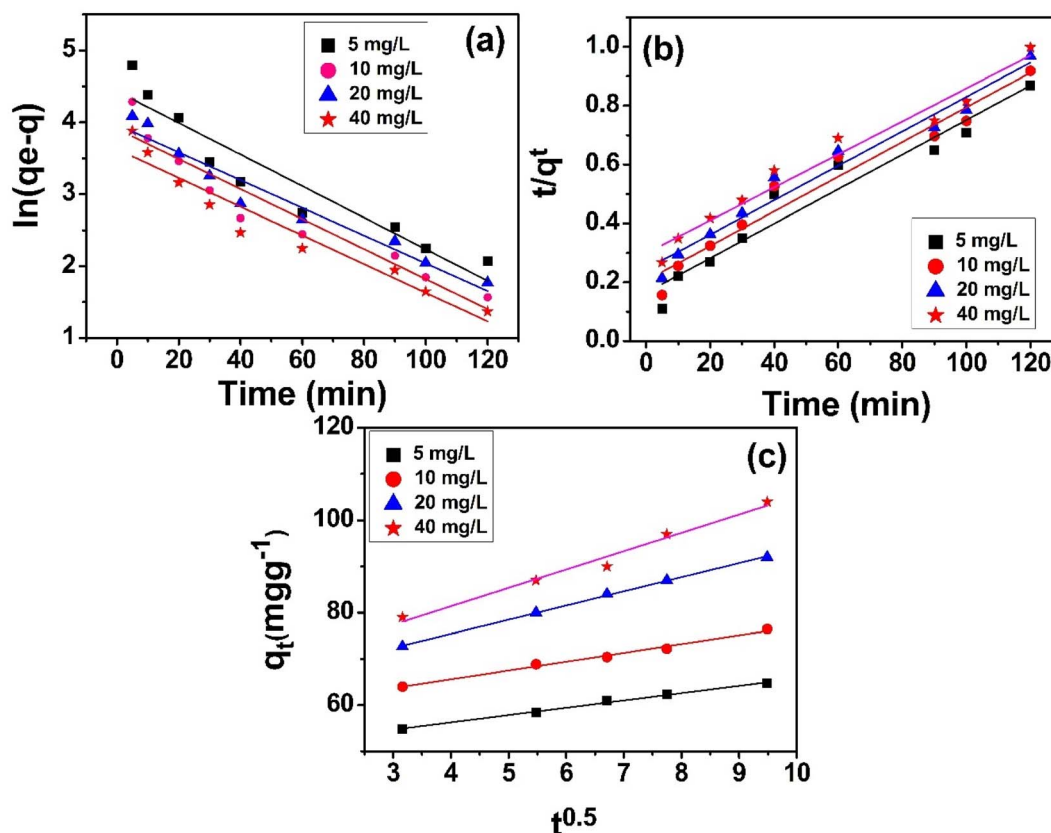 (a)
5 mg/L
10 mg/L
20 mg/L
40 mg/L
ln(qe-q)
5
4
3
2
1
0 20 40 60 80 100 120
Time (min)
(b)
5 mg/L
10 mg/L
20 mg/L
40 mg/L
t/qᵗ
1.0
0.8
0.6
0.4
0.2
0.0
0 20 40 60 80 100 120
Time (min)
(c)
5 mg/L
10 mg/L
20 mg/L
40 mg/L
qₜ(mgg⁻¹)
120
100
80
60
3 4 5 6 7 8 9 10
t⁰·⁵